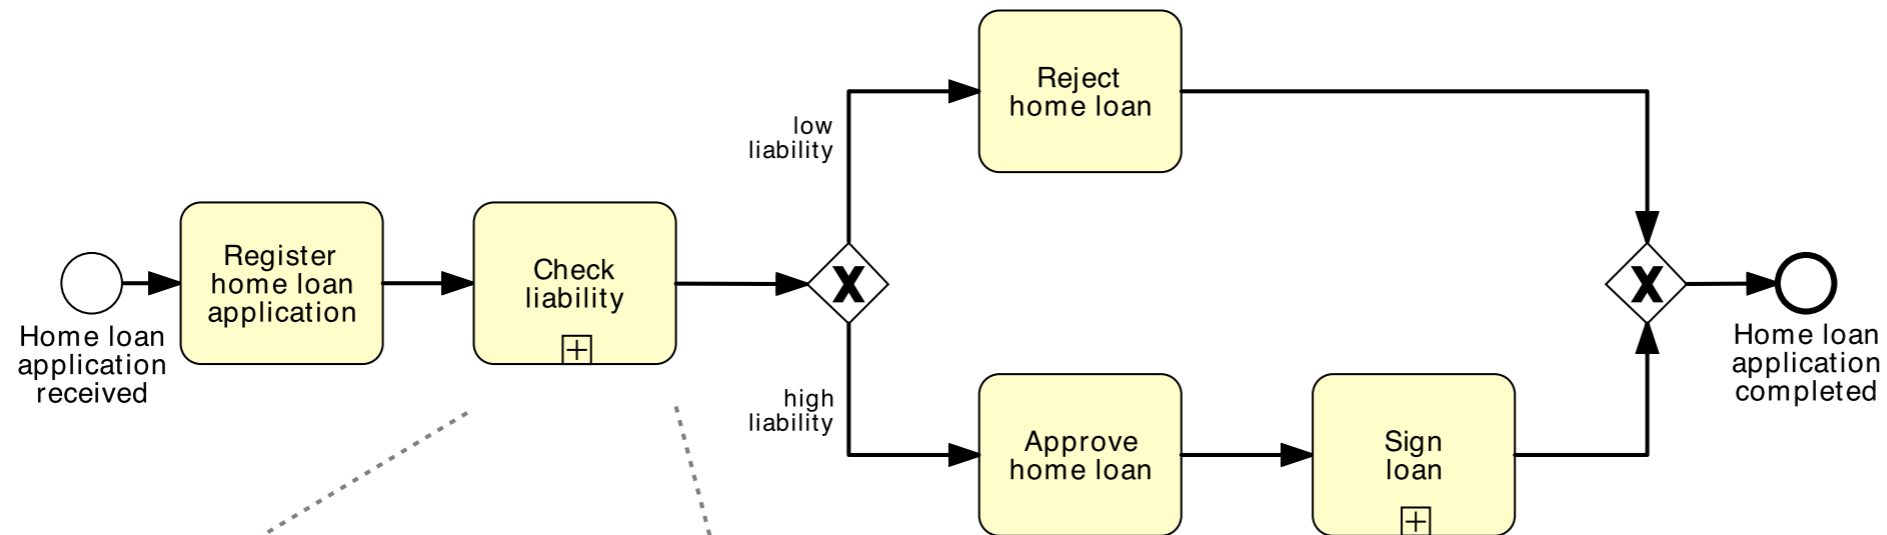 Home loan
application
received
Register
home loan
application
Check
liability
low
liability
high
liability
Reject
home loan
Approve
home loan
Sign
loan
Home loan
application
completed